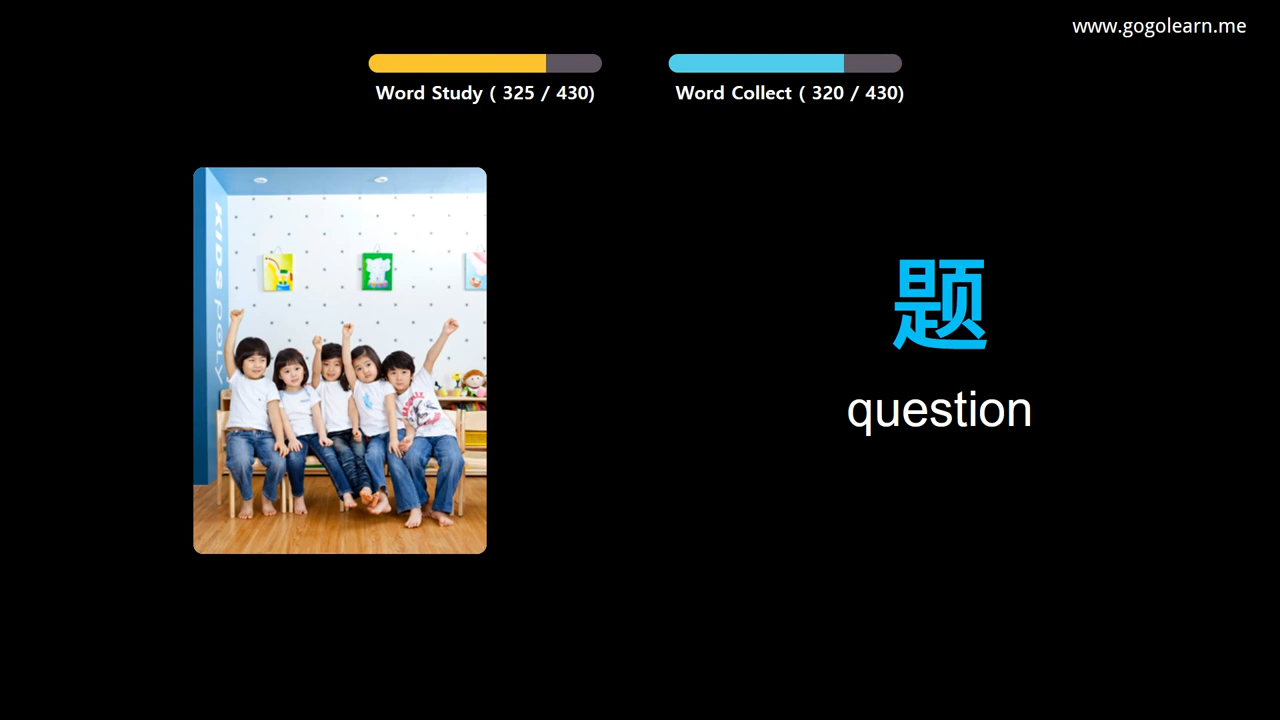 www.gogolearn.me
Word Study ( 325 / 430)
Word Collect ( 320 / 430)
KIDS POLY
题
question